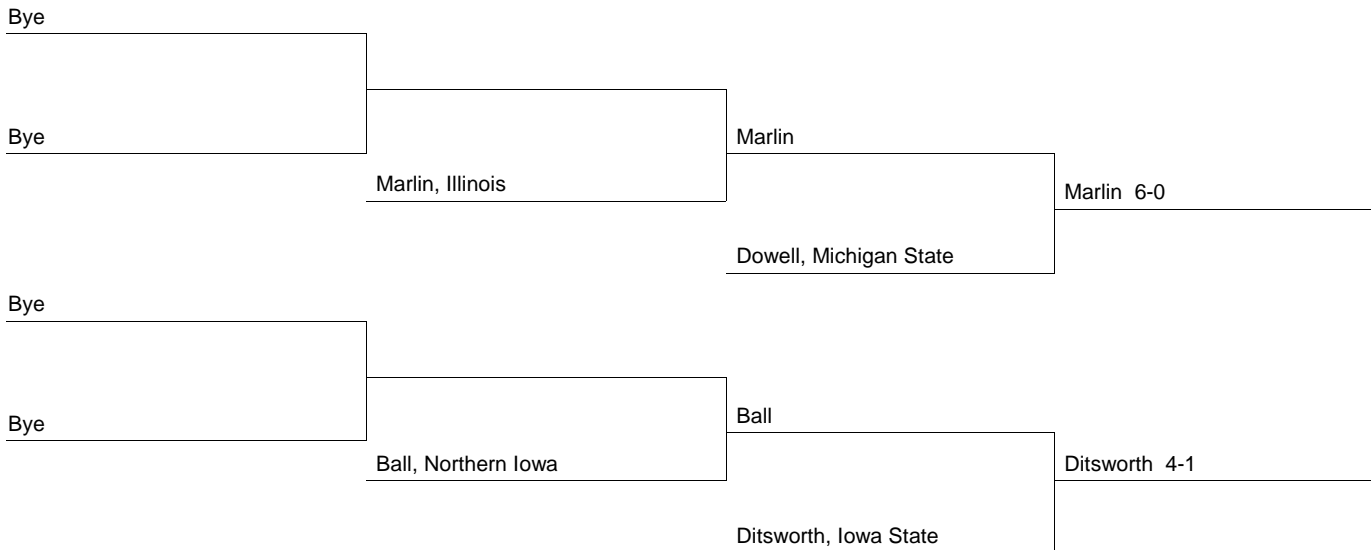 Bye
Bye
Marlin
Marlin, Illinois
Marlin 6-0
Dowell, Michigan State
Bye
Ball
Bye
Ball, Northern Iowa
Ditsworth 4-1
Ditsworth, Iowa State